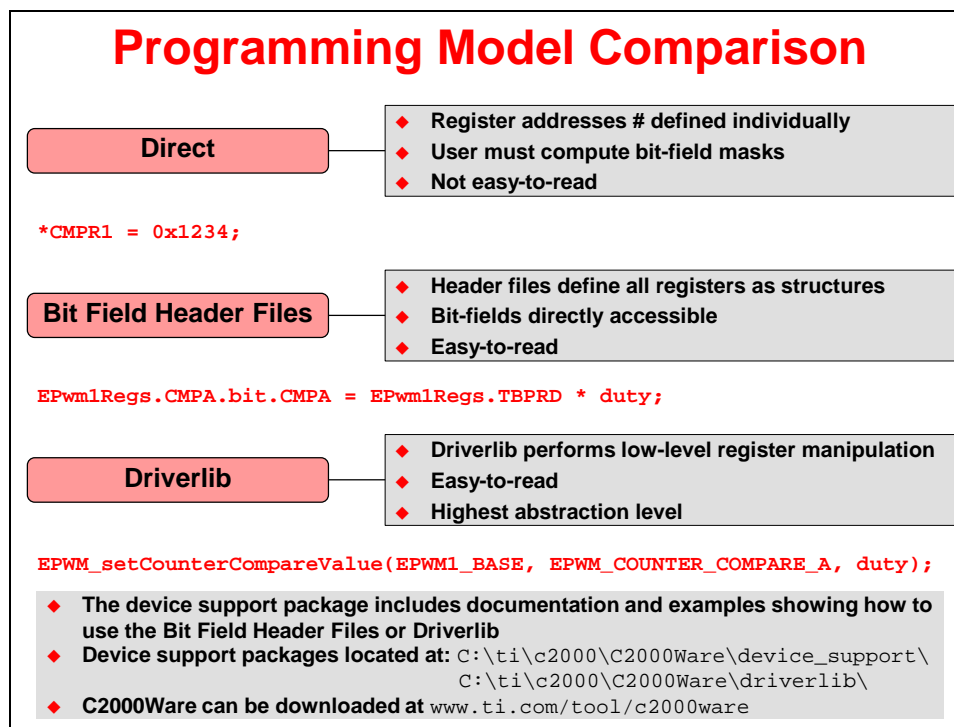 Programming Model Comparison
Direct
◆ Register addresses # defined individually
◆ User must compute bit-field masks
◆ Not easy-to-read
*CMPR1 = 0x1234;
Bit Field Header Files
◆ Header files define all registers as structures
◆ Bit-fields directly accessible
◆ Easy-to-read
EPwm1Regs.CMPA.bit.CMPA = EPwm1Regs.TBPRD * duty;
Driverlib
◆ Driverlib performs low-level register manipulation
◆ Easy-to-read
◆ Highest abstraction level
EPWM_setCounterCompareValue(EPWM1_BASE, EPWM_COUNTER_COMPARE_A, duty);
◆ The device support package includes documentation and examples showing how to
use the Bit Field Header Files or Driverlib
◆ Device support packages located at: C:\ti\c2000\C2000Ware\device_support\
C:\ti\c2000\C2000Ware\driverlib\
◆ C2000Ware can be downloaded at www.ti.com/tool/c2000ware